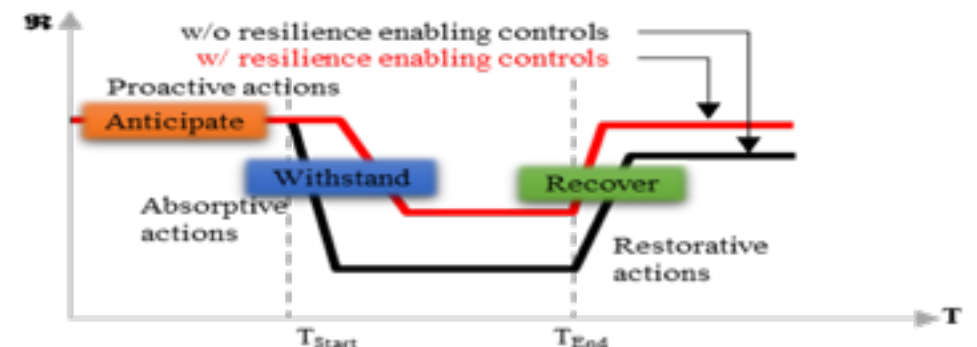 ℜ
w/o resilience enabling controls
w/ resilience enabling controls
Proactive actions
Anticipate
Withstand
Recover
Absorptive
actions
Restorative
actions
T
TStart
TEnd